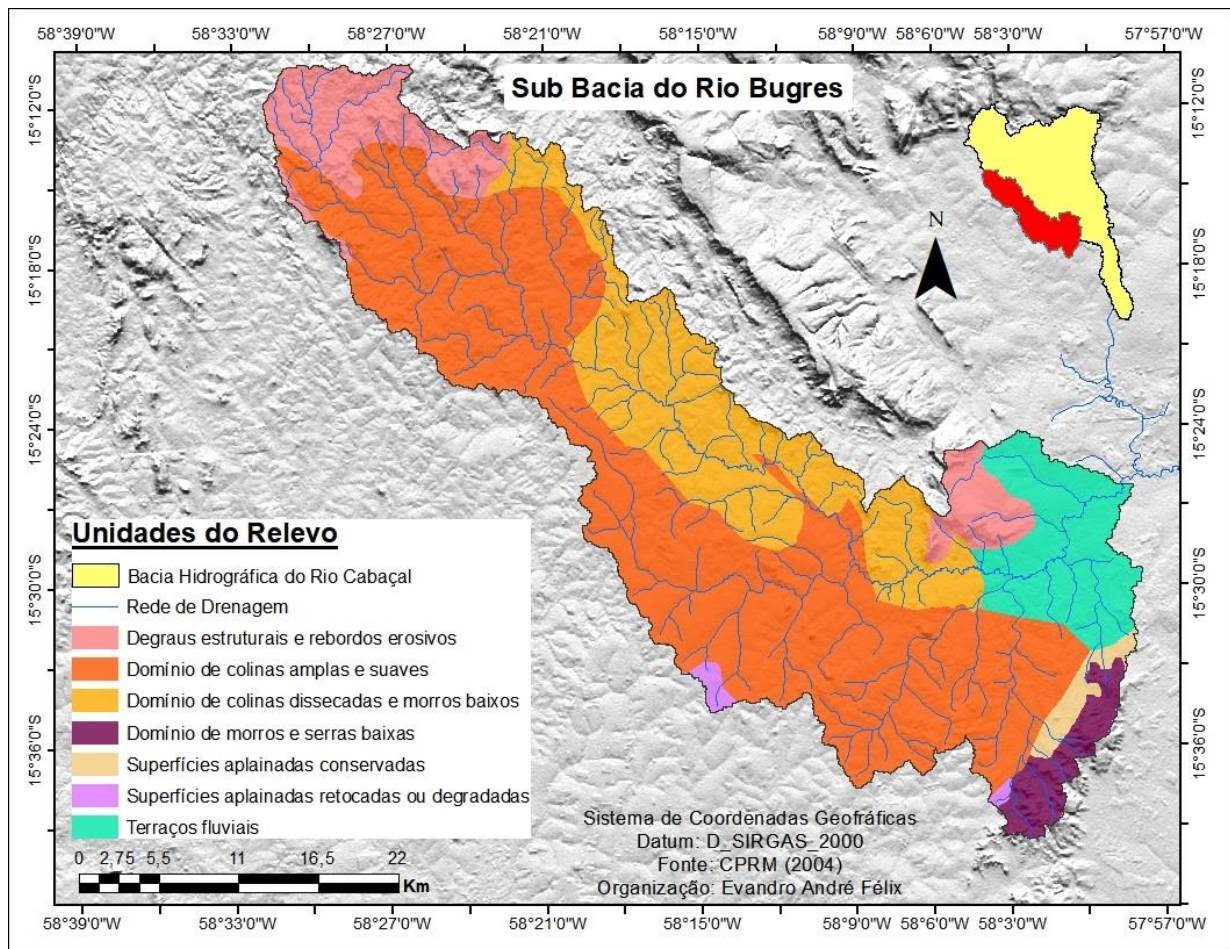 58°39'0"W 58°33'0"W 58°27'0"W 58°21'0"W 58°15'0"W 58°9'0"W 58°6'0"W 58°3'0"W 57°57'0"W
Sub Bacia do Rio Bugres
15°12'0"S 15°12'0"S
N
15°18'0"S 15°18'0"S
15°24'0"S 15°24'0"S
Unidades do Relevo
Bacia Hidrográfica do Rio Cabaçal
15°30'0"S 15°30'0"S
Rede de Drenagem
Degraus estruturais e rebordos erosivos
Domínio de colinas amplas e suaves
Domínio de colinas dissecadas e morros baixos
Domínio de morros e serras baixas
15°36'0"S 15°36'0"S
Superfícies aplainadas conservadas
Superfícies aplainadas retocadas ou degradadas
Terraços fluviais
0 2,75 5,5 11 16,5 22
Km
Sistema de Coordenadas Geofráficas
Datum: D_SIRGAS_2000
Fonte: CPRM (2004)
Organização: Evandro André Félix
58°39'0"W 58°33'0"W 58°27'0"W 58°21'0"W 58°15'0"W 58°9'0"W 58°6'0"W 58°3'0"W 57°57'0"W